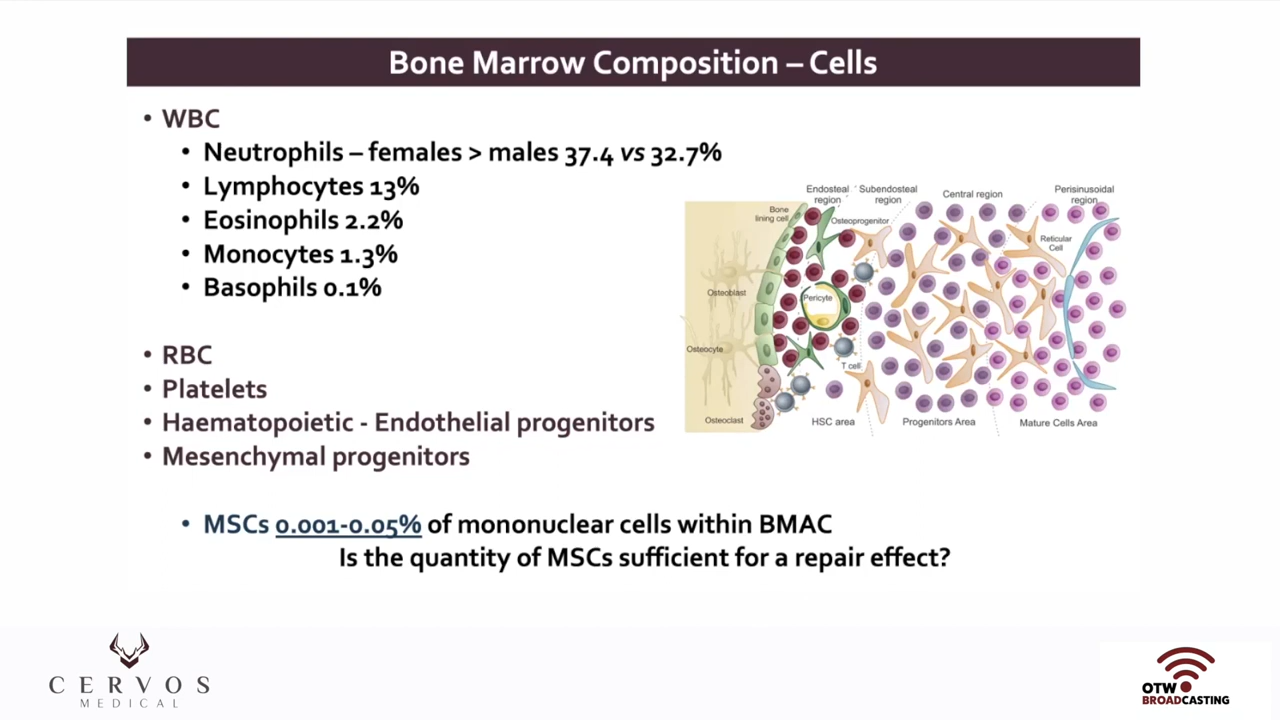 Bone Marrow Composition – Cells
• WBC
• Neutrophils – females > males 37.4 vs 32.7%
• Lymphocytes 13%
• Eosinophils 2.2%
• Monocytes 1.3%
• Basophils 0.1%
• RBC
• Platelets
• Haematopoietic - Endothelial progenitors
• Mesenchymal progenitors
• MSCs 0.001-0.05% of mononuclear cells within BMAC
Is the quantity of MSCs sufficient for a repair effect?
Endosteal
region
Subendosteal
region
Central region
Perisinusoidal
region
Bone
lining cell
Osteoprogenitor
Reticular
Cell
Osteoblast
Pericyte
Osteocyte
T cell
Osteoclast
HSC area
Progenitors Area
Mature Cells Area
CERVOS
MEDICAL
OTW
BROADCASTING